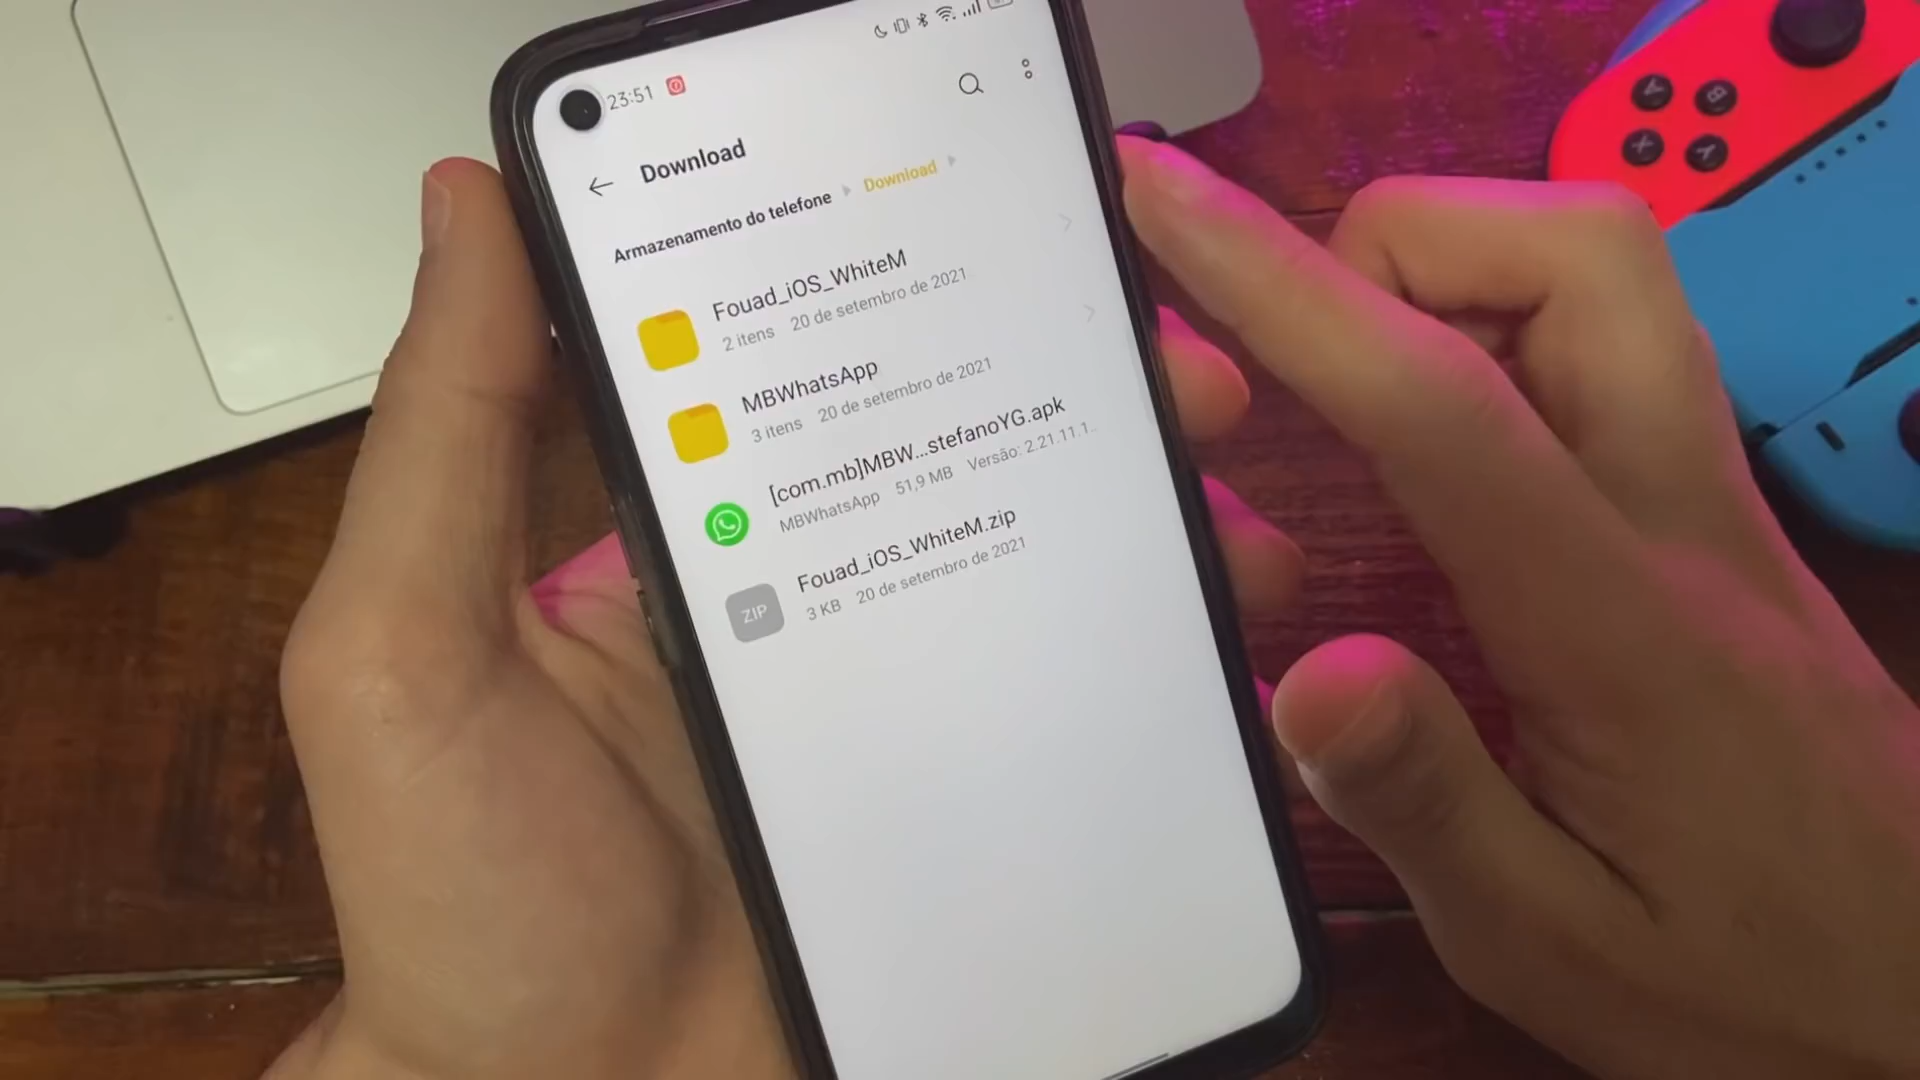 23:51
Download
Armazenamento do telefone Download
Fouad_iOS_WhiteM
2 itens 20 de setembro de 2021
MBWhatsApp
3 itens 20 de setembro de 2021
[com.mb]MBW...stefanoYG.apk
MBWhatsApp 51,9 MB Versão: 2.21.11.1..
Fouad_iOS_WhiteM.zip
ZIP
3 KB 20 de setembro de 2021
A
B
X
Y